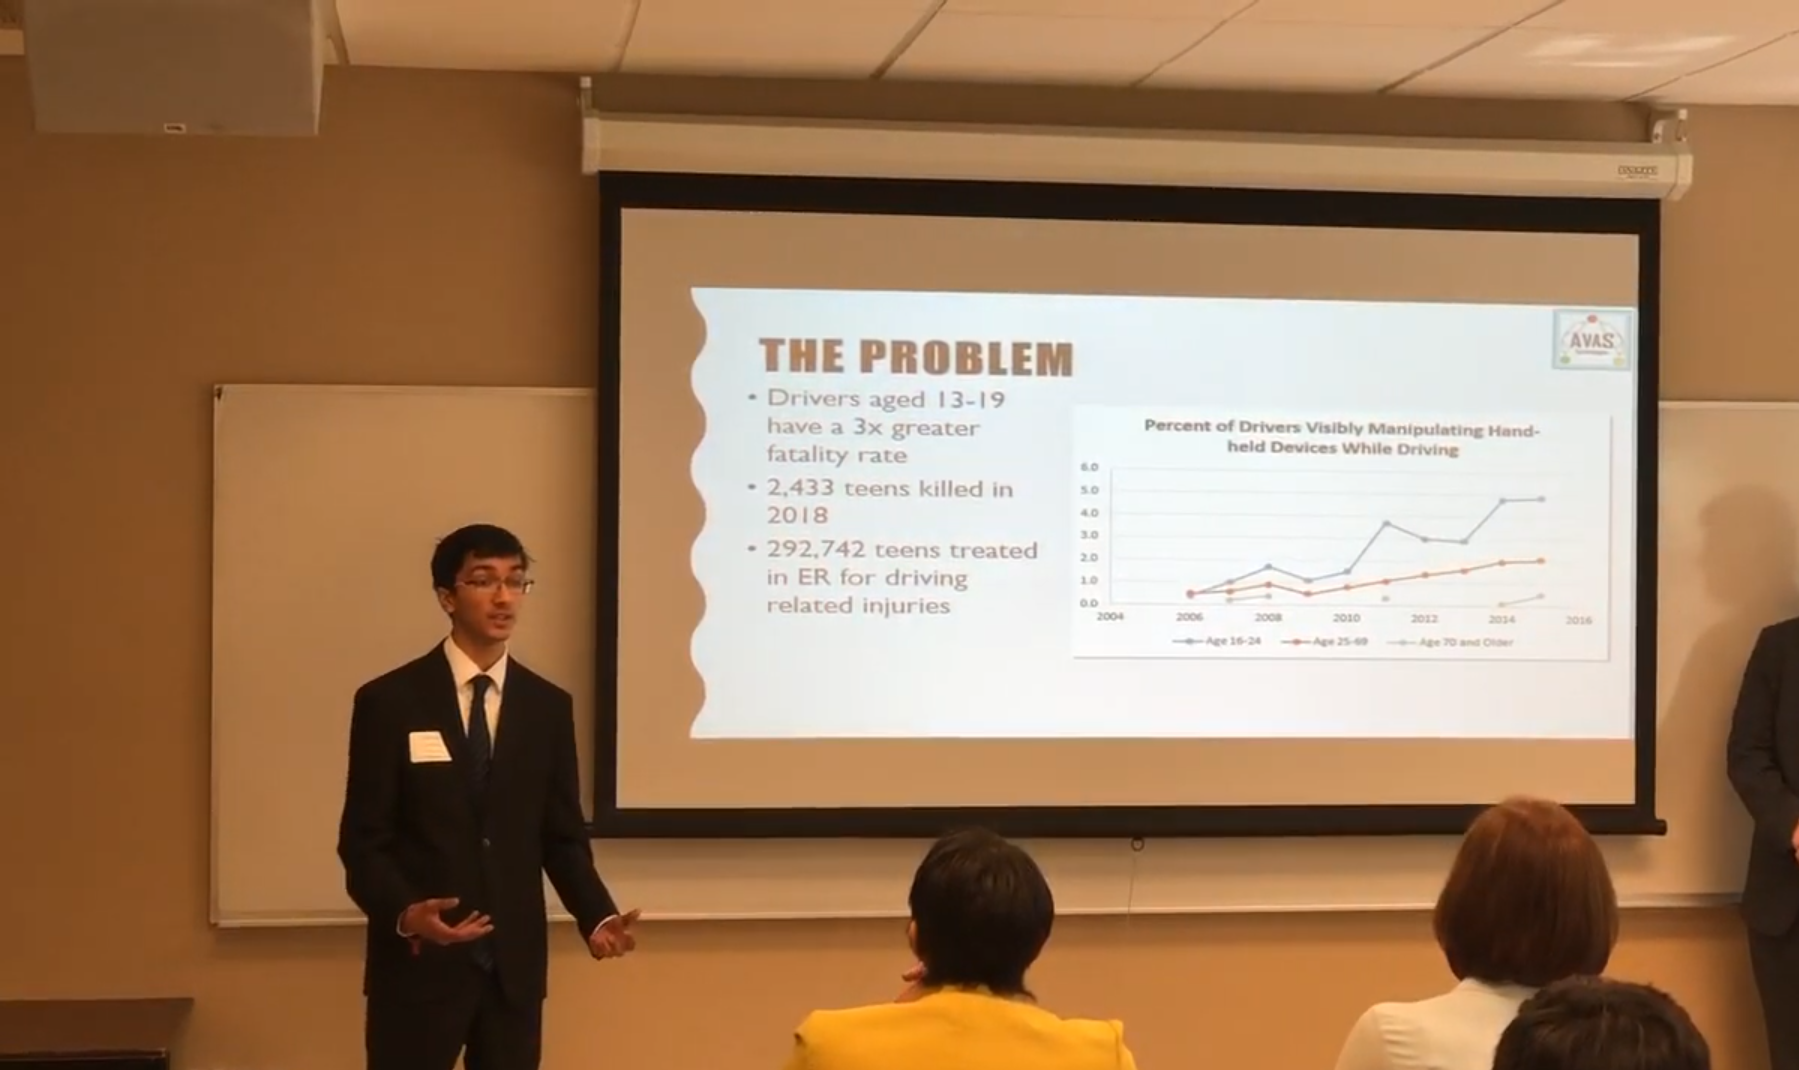 THE PROBLEM
• Drivers aged 13-19
have a 3x greater
fatality rate
• 2,433 teens killed in
2018
• 292,742 teens treated
in ER for driving
related injuries
AVAS
Percent of Drivers Visibly Manipulating Hand-
held Devices While Driving
6.0
5.0
4.0
3.0
2.0
1.0
0.0
2004 2006 2008 2010 2012 2014 2016
Age 16-24 Age 25-69 Age 70 and Older